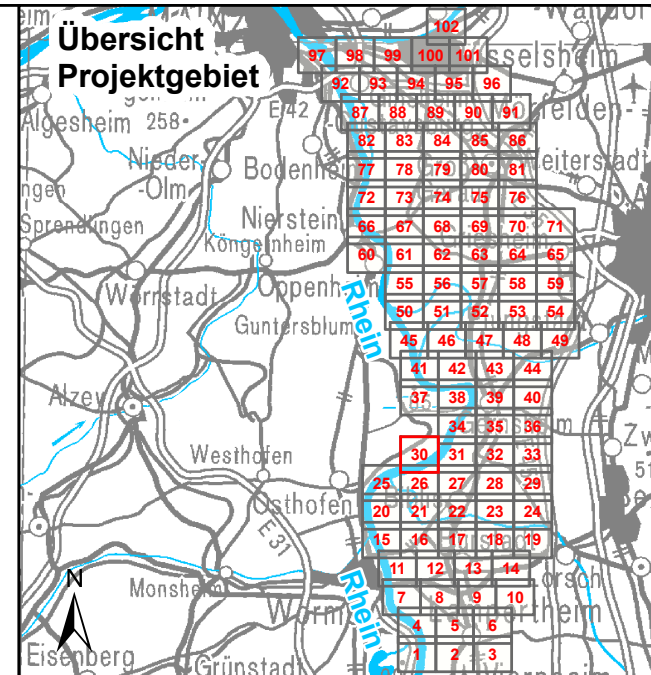 Übersicht
Projektgebiet
102
97 98 99 100 101
sselsheim
92 93 94 95 96
E 42
87 88 89 90 91
felden-
Algesheim 258
82 83 84 85 86
Nieder-
-Olm
Bodenheim
eiterstadt
77 78 79 80 81
72 73 74 75 76
Nierstein
Sprendlingen
66 67 68 69 70 71
Köngernheim
60 61 62 63 64 65
Wörrstadt
Oppenheim
55 56 57 58 59
Rhein
50 51 52 53 54
Guntersblum
45 46 47 48 49
41 42 43 44
Alzey
37 38 39 40
34 35 36
Westhofen
30 31 32 33
25 26 27 28 29
Osthofen
20 21 22 23 24
E 31
15 16 17 18 19
11 12 13 14
orsch
N
Monsheim
7 8 9 10
Worms
Rhein
4 5 6
Eisenberg
Grünstadt
1 2 3